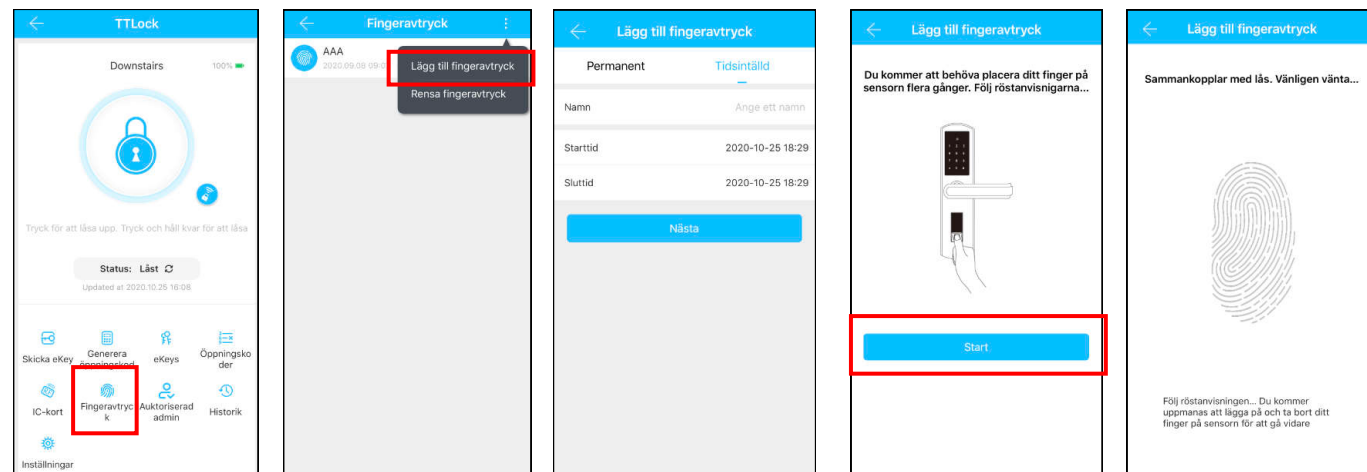 TTLock
Downstairs
100%
Tryck för att låsa upp. Tryck och håll kvar för att låsa
Status: Låst
Updated at 2020.10.25 18:08
Skicka eKey
Generera
öppningskod
eKeys
Öppningsko
der
IC-kort
Fingeravtryc
k
Auktoriserad
admin
Historik
Inställningar
Fingeravtryck
AAA
2020.09.08 09:0
Lägg till fingeravtryck
Rensa fingeravtryck
Lägg till fingeravtryck
Permanent
Tidsintälld
Namn
Ange ett namn
Starttid
2020-10-25 18:29
Sluttid
2020-10-25 18:29
Nästa
Lägg till fingeravtryck
Du kommer att behöva placera ditt finger på
sensorn flera gånger. Följ röstanvisnigarna...
Start
Lägg till fingeravtryck
Sammankopplar med lås. Vänligen vänta...
Följ röstanvisningen... Du kommer
uppmanas att lägga på och ta bort ditt
finger på sensorn för att gå vidare